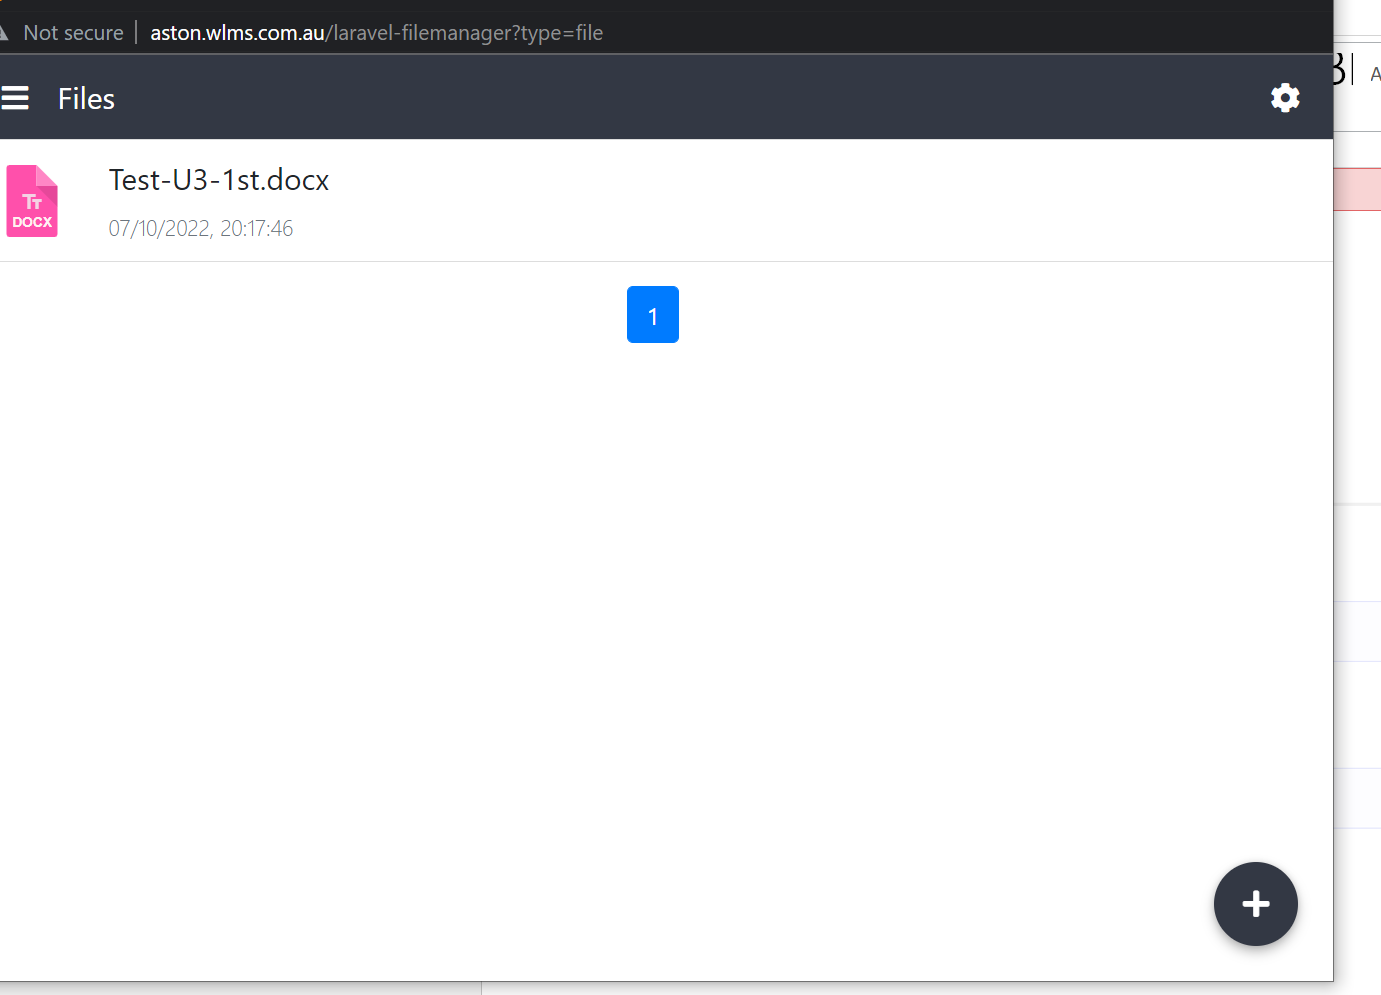 Not secure aston.wlms.com.au/laravel-filemanager?type=file
Files
Test-U3-1st.docx
DOCX
07/10/2022, 20:17:46
1